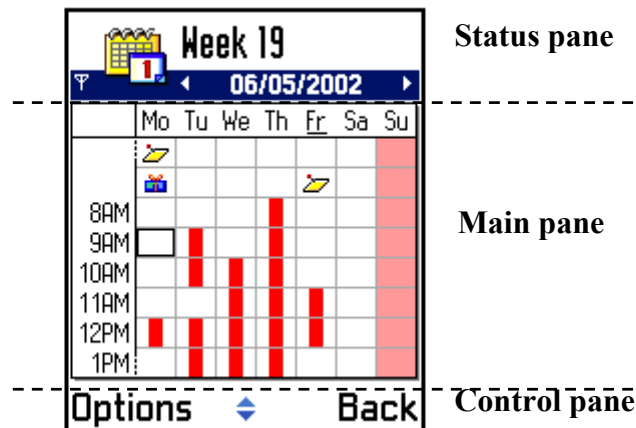 Week 19
Status pane
1
06/05/2002
Mo Tu We Th Fr Sa Su
8AM
Main pane
9AM
10AM
11AM
12PM
1PM
Options Back Control pane